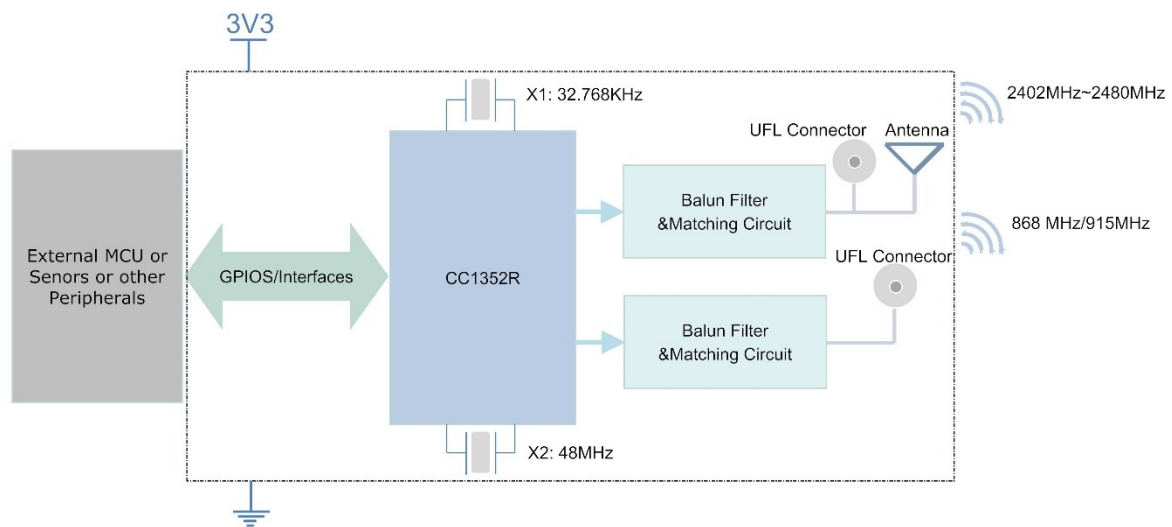 3V3
X1: 32.768KHz
2402MHz~2480MHz
UFL Connector
Antenna
Balun Filter
&Matching Circuit
868 MHz/915MHz
External MCU or
Senors or other
Peripherals
GPIOS/Interfaces
CC1352R
UFL Connector
Balun Filter
&Matching Circuit
X2: 48MHz